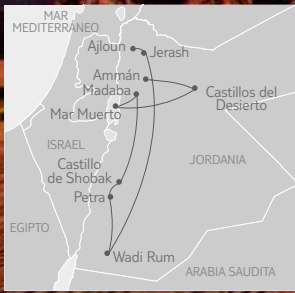 MAR
MEDITERRÁNEO
Ajloun
Jerash
Ammán
Madaba
Castillos del
Desierto
Mar Muerto
ISRAEL
JORDANIA
Castillo
de Shobak
Petra
EGIPTO
Wadi Rum
ARABIA SAUDITA